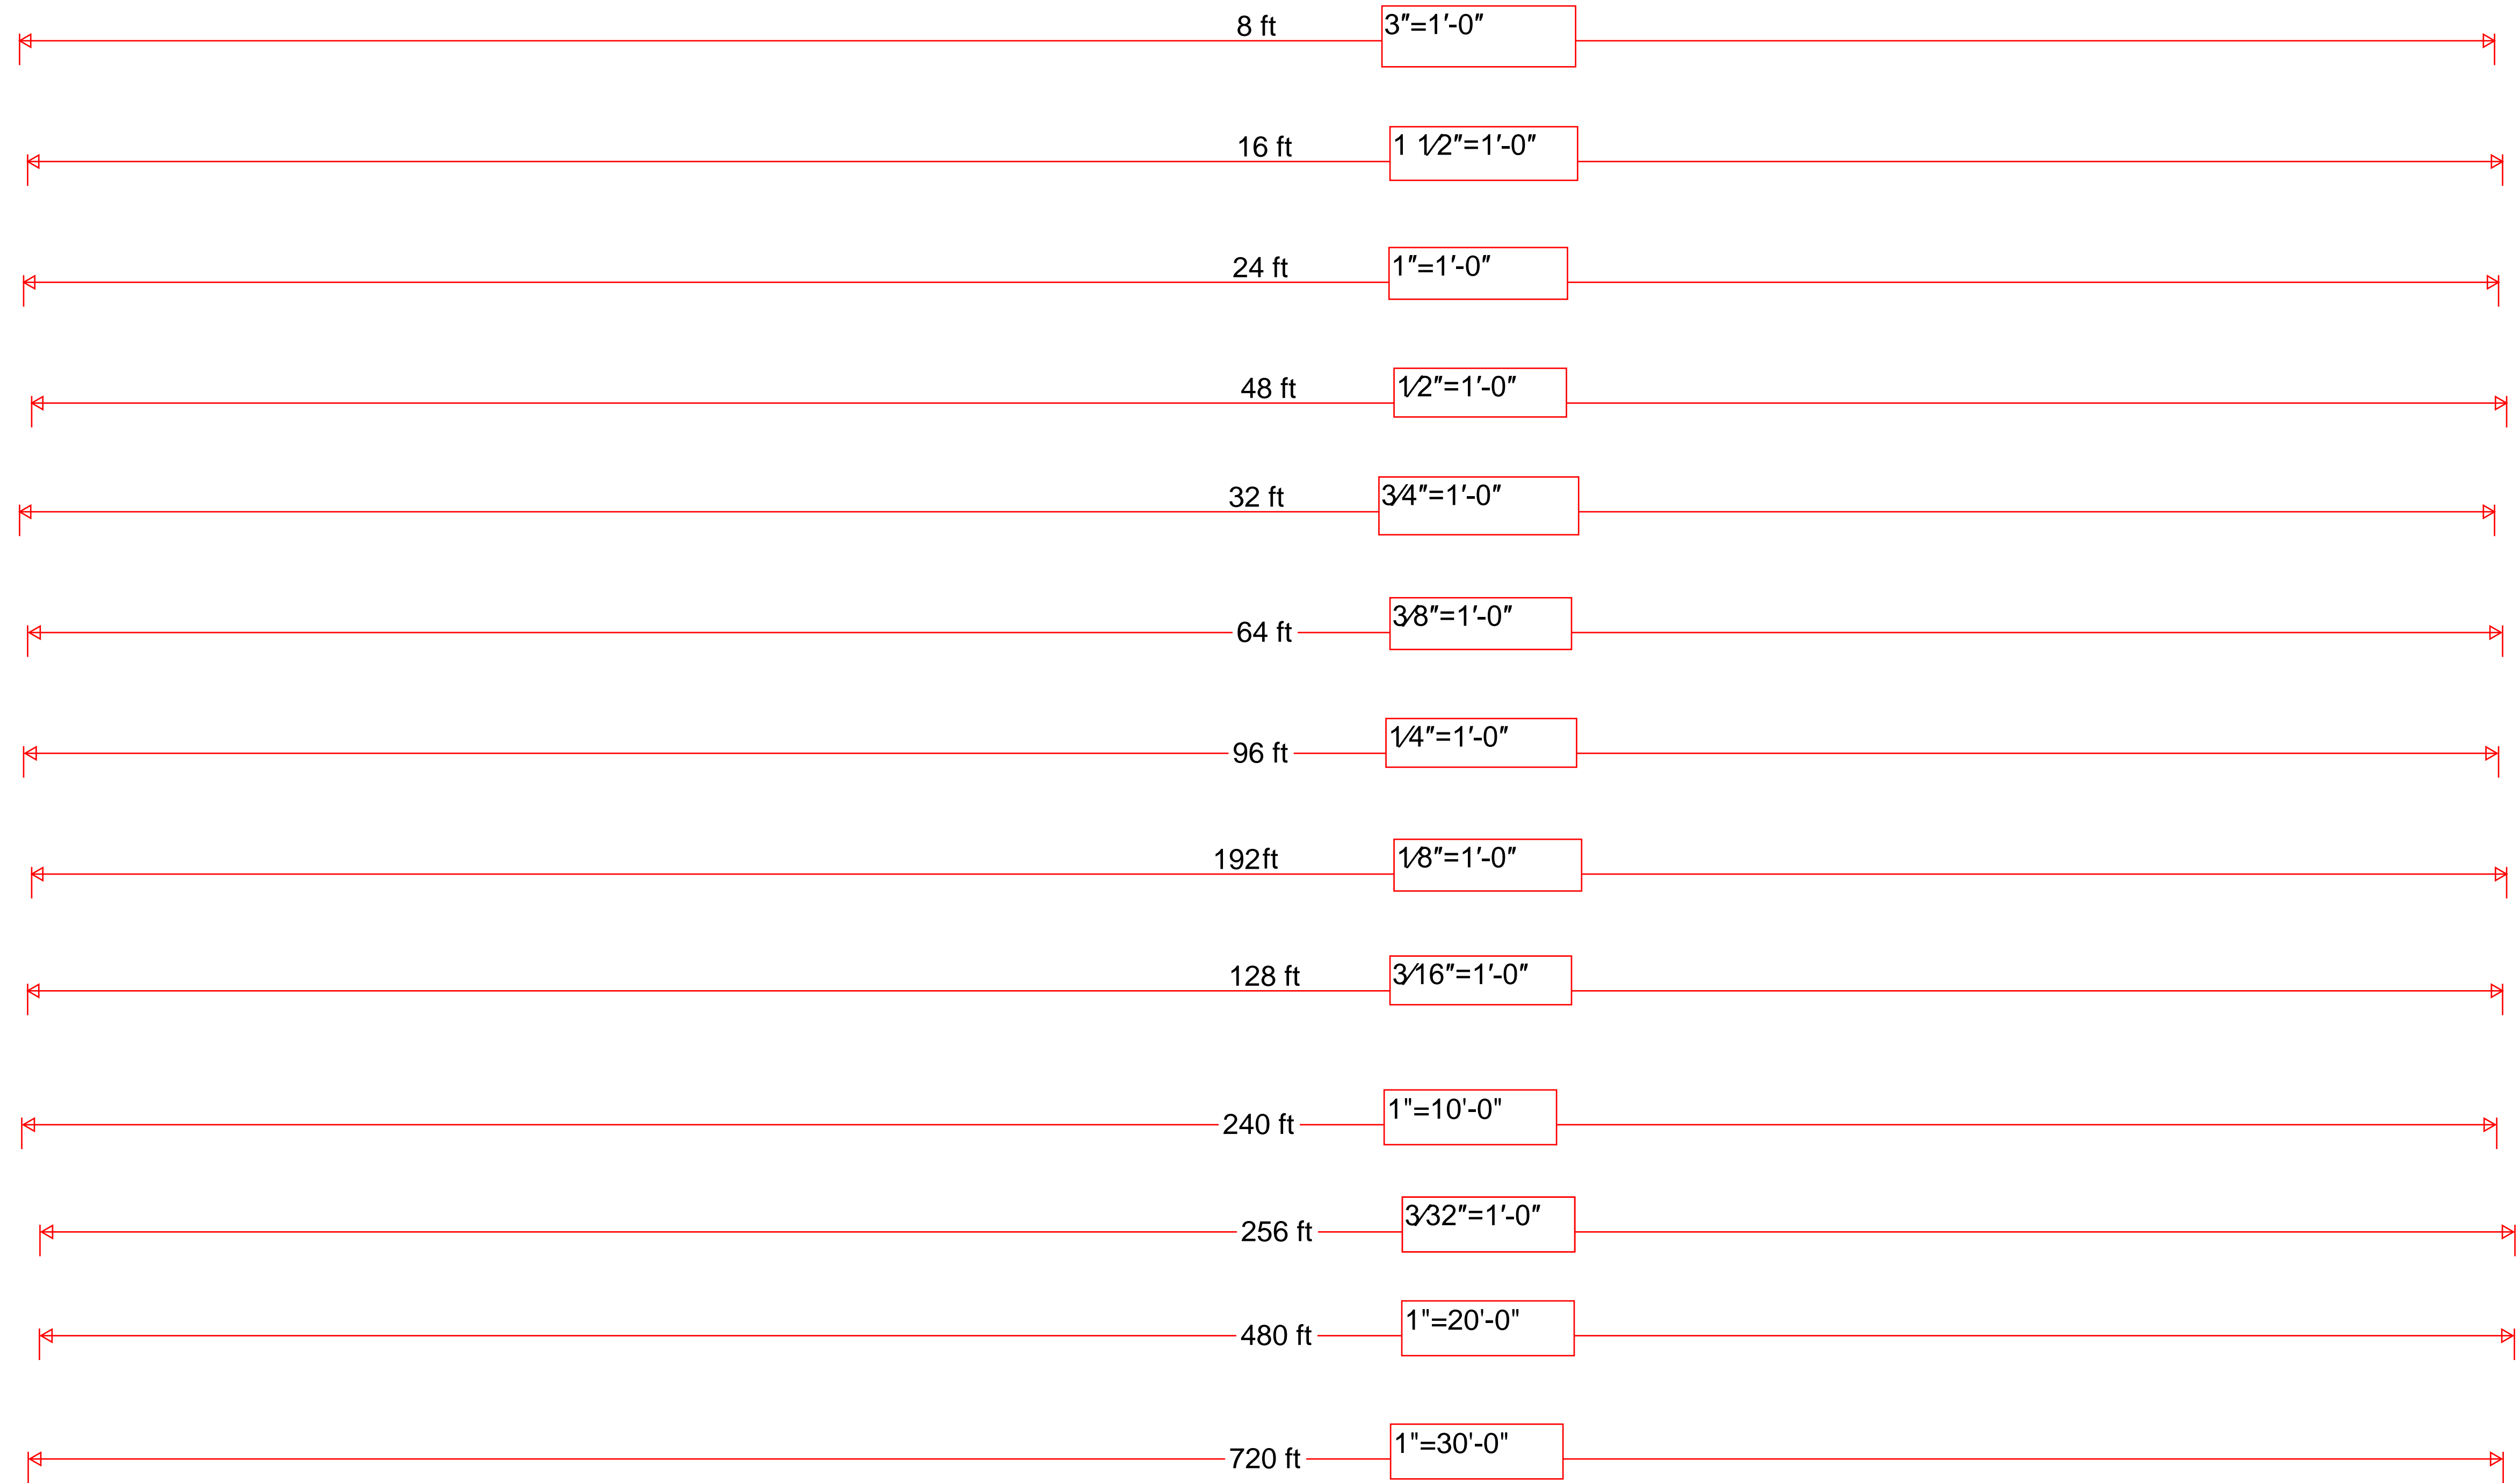 8 ft 3″=1′-0″
16 ft 1 1⁄2″=1′-0″
24 ft 1″=1′-0″
48 ft 1⁄2″=1′-0″
32 ft 3⁄4″=1′-0″
64 ft 3⁄8″=1′-0″
96 ft 1⁄4″=1′-0″
192ft 1⁄8″=1′-0″
128 ft 3⁄16″=1′-0″
240 ft 1"=10'-0"
256 ft 3⁄32″=1′-0″
480 ft 1"=20'-0"
720 ft 1"=30'-0"